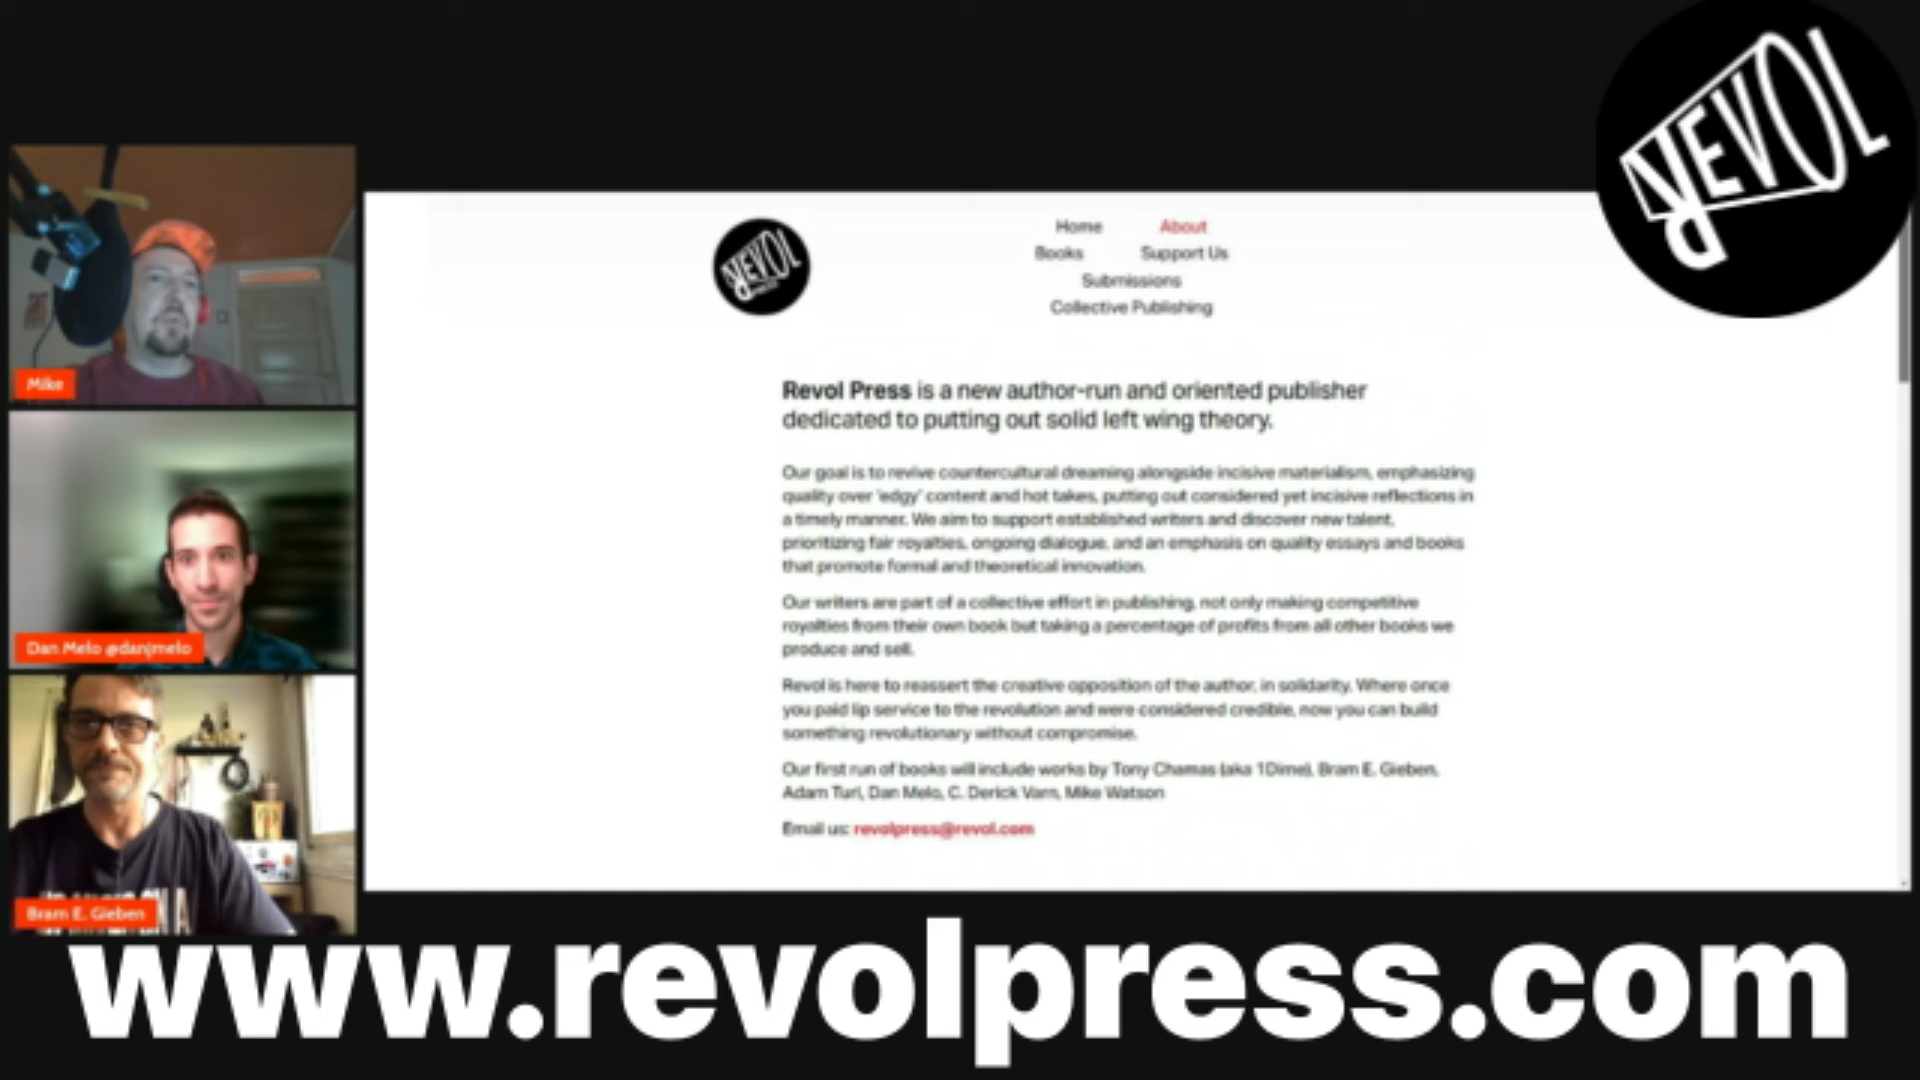 REVOL
Mike
Dan Melo @danjmelo
Bram E. Gieben
REVOL
Home
About
Books
Support Us
Submissions
Collective Publishing
Revol Press is a new author-run and oriented publisher
dedicated to putting out solid left wing theory.
Our goal is to revive countercultural dreaming alongside incisive materialism, emphasizing
quality over 'edgy' content and hot takes, putting out considered yet incisive reflections in
a timely manner. We aim to support established writers and discover new talent,
prioritizing fair royalties, ongoing dialogue, and an emphasis on quality essays and books
that promote formal and theoretical innovation.
Our writers are part of a collective effort in publishing, not only making competitive
royalties from their own book but taking a percentage of profits from all other books we
produce and sell.
Revol is here to reassert the creative opposition of the author, in solidarity. Where once
you paid lip service to the revolution and were considered credible, now you can build
something revolutionary without compromise.
Our first run of books will include works by Tony Chamas (aka 1Dime), Bram E. Gieben,
Adam Turl, Dan Melo, C. Derick Varn, Mike Watson
Email us: revolpress@revol.com
www.revolpress.com